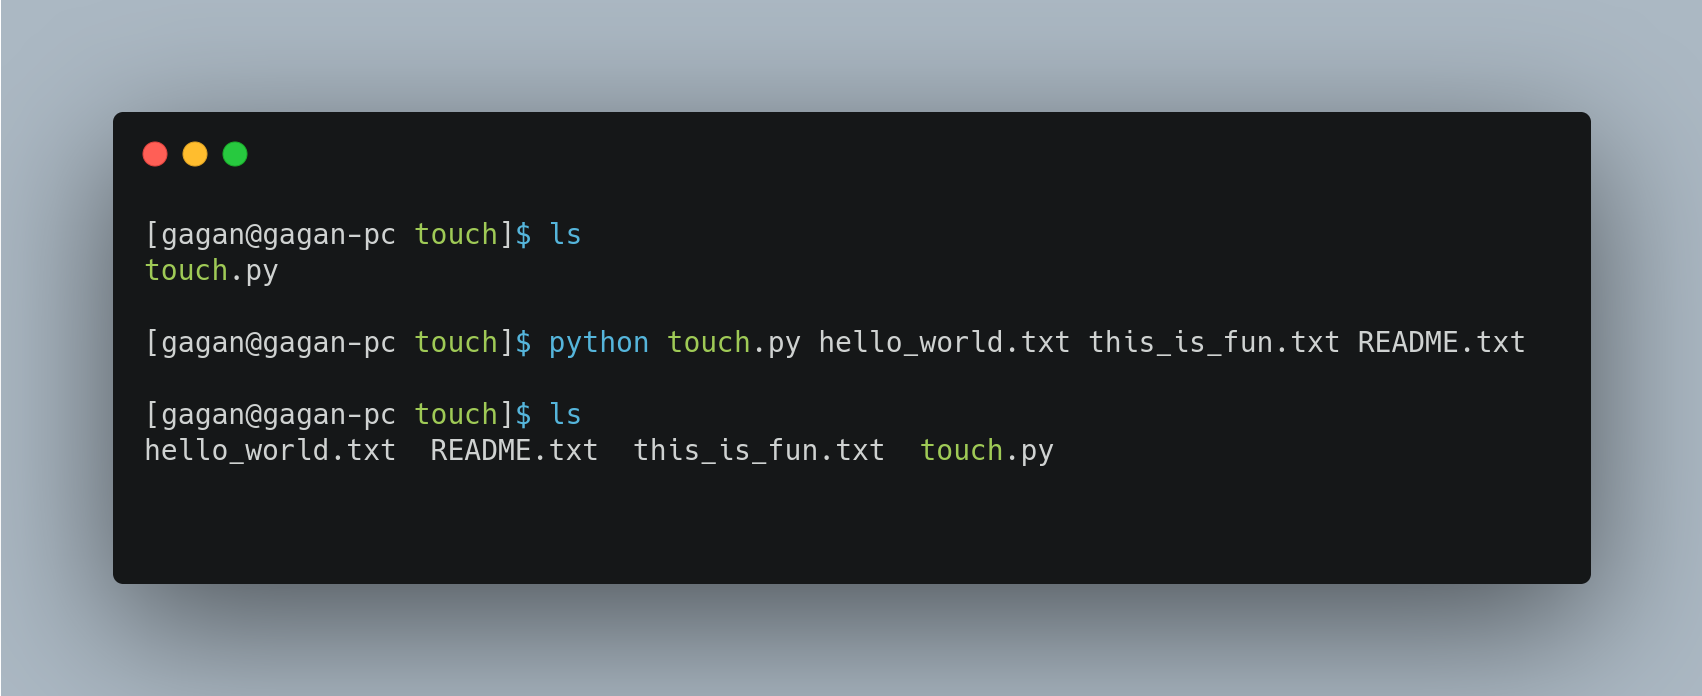 [gagan@gagan-pc touch]$ ls
touch.py
[gagan@gagan-pc touch]$ python touch.py hello_world.txt this_is_fun.txt README.txt
[gagan@gagan-pc touch]$ ls
hello_world.txt  README.txt  this_is_fun.txt  touch.py